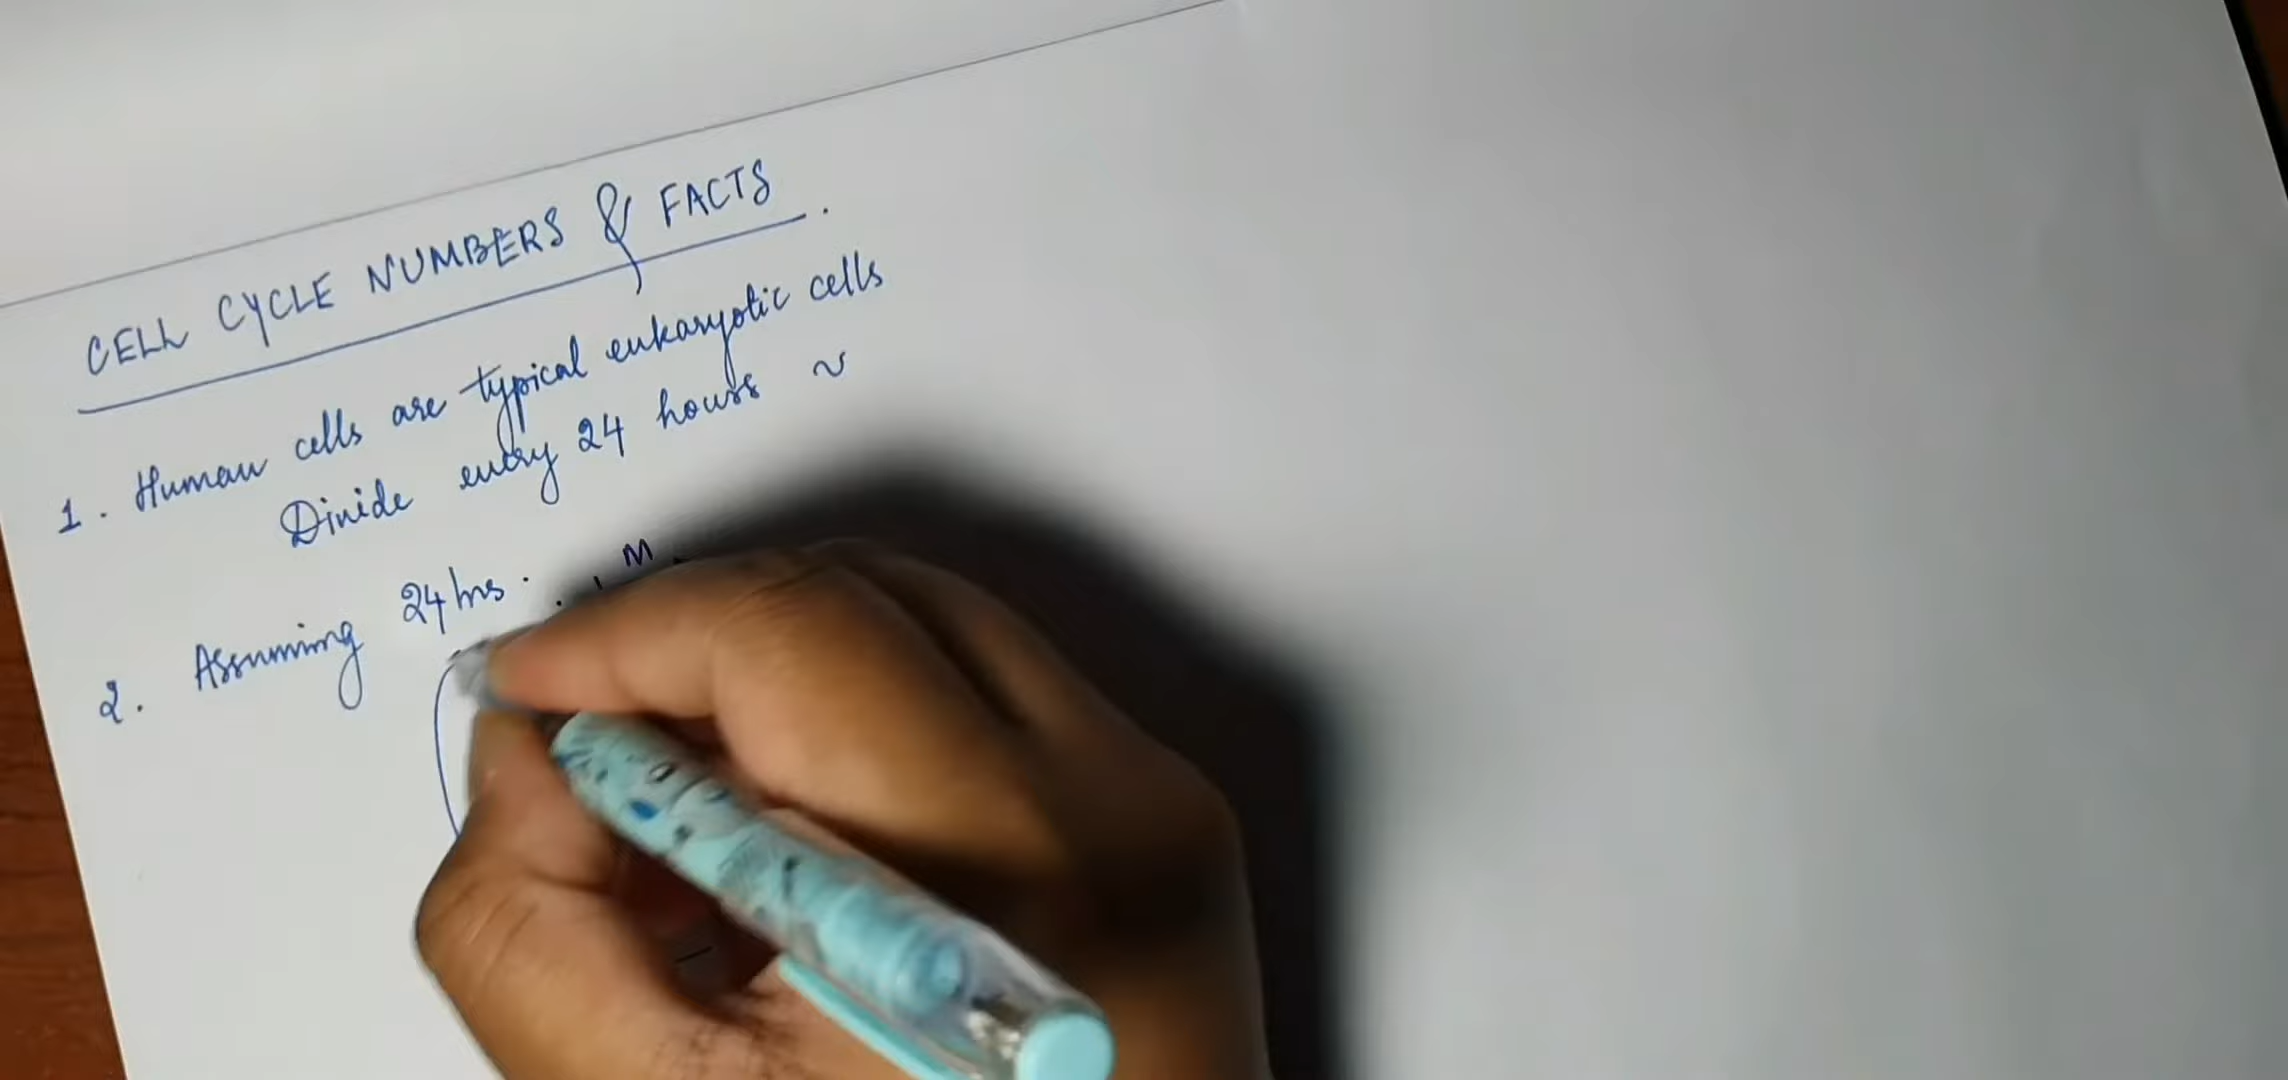 CELL CYCLE NUMBERS & FACTS.
1. Human cells are typical eukaryotic cells
Divide every 24 hours ~
2. Assuming 24 hrs.
M